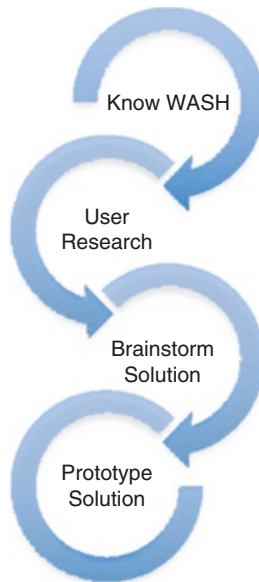 Know WASH
User
Research
Brainstorm
Solution
Prototype
Solution